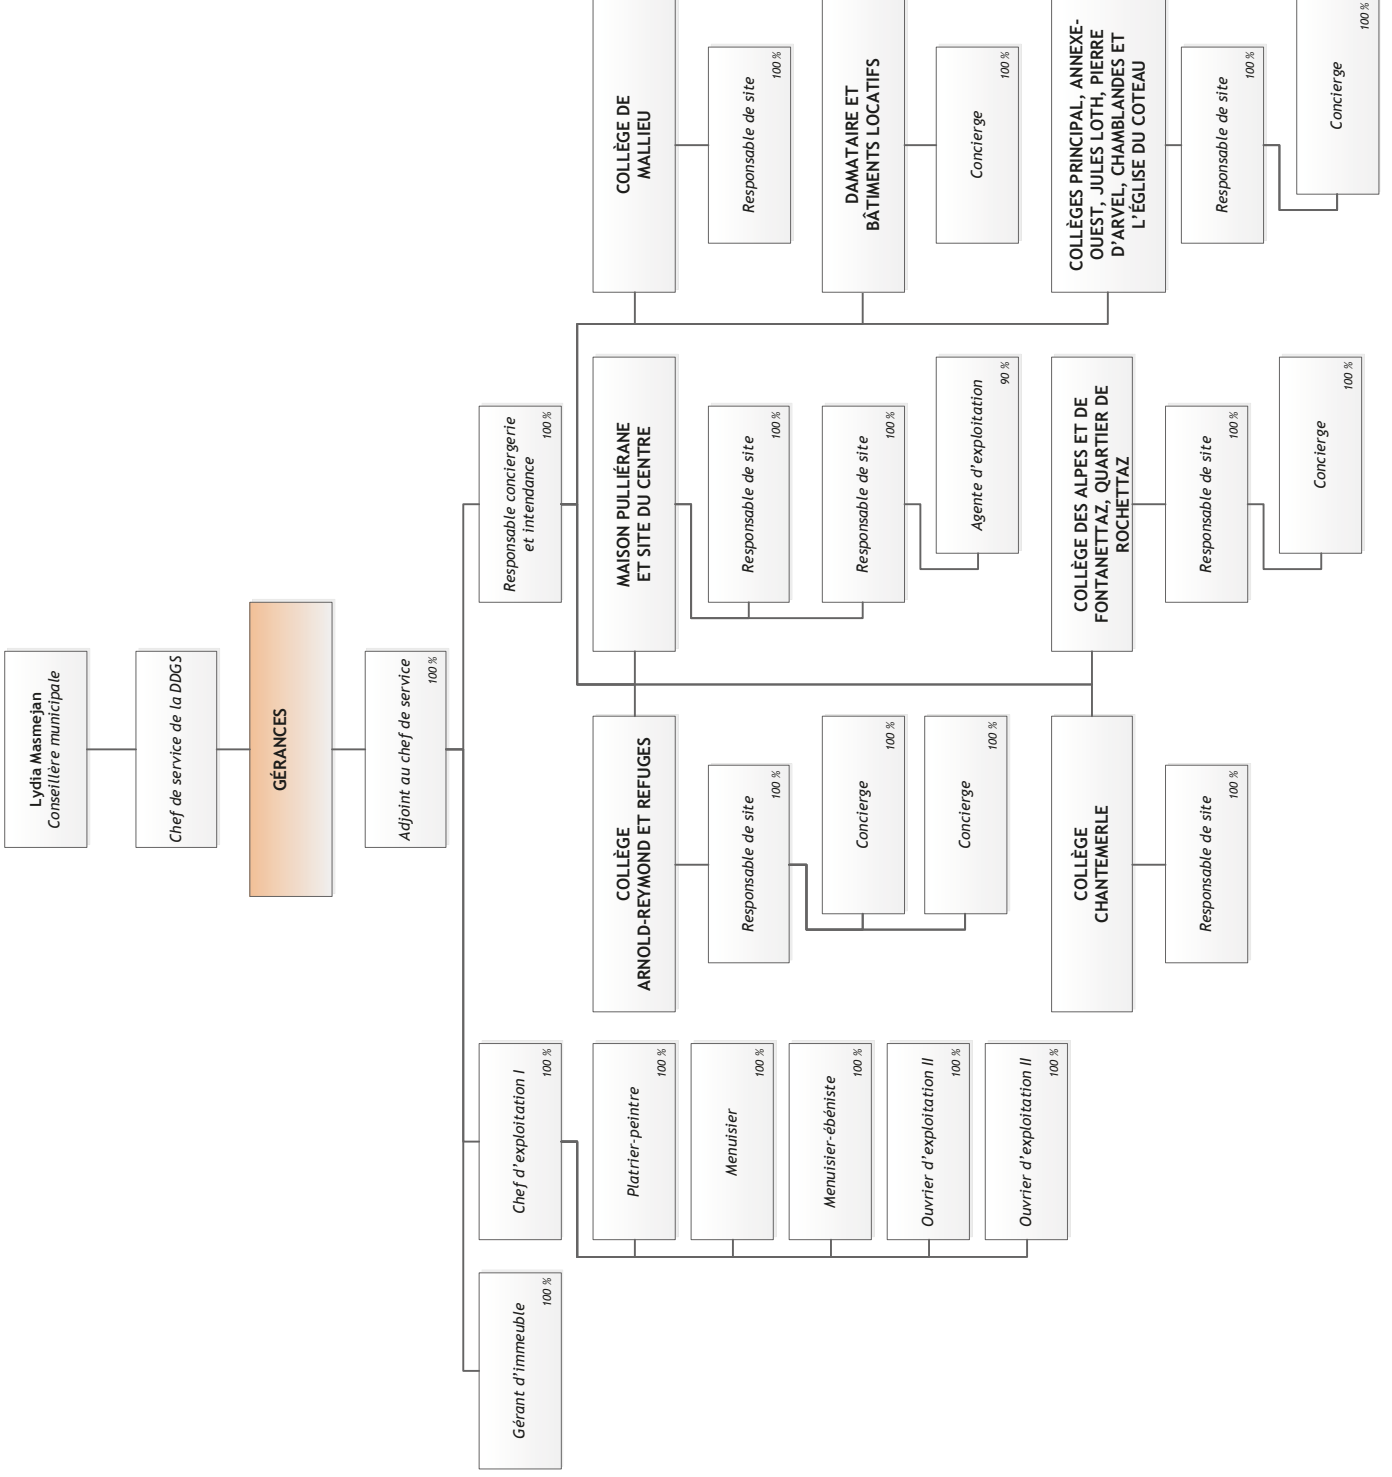 Lydia Masmejan
Conseillère municipale
Chef de service de la DDGS
GÉRANCES
Adjoint au chef de service
100 %
Gérant d'immeuble
100 %
Chef d'exploitation I
100 %
Platrier-peintre
100 %
Menuisier
100 %
Menuisier-ébéniste
100 %
Ouvrier d'exploitation II
100 %
Ouvrier d'exploitation II
100 %
Responsable conciergerie
et intendance
100 %
COLLÈGE
ARNOLD-REYMOND ET REFUGES
Responsable de site
100 %
Concierge
100 %
Concierge
100 %
MAISON PULLIÉRANE
ET SITE DU CENTRE
Responsable de site
100 %
Responsable de site
100 %
Agente d'exploitation
90 %
COLLÈGE DE
MALLIEU
Responsable de site
100 %
DAMATAIRE ET
BÂTIMENTS LOCATIFS
Concierge
100 %
COLLÈGE
CHANTEMERLE
Responsable de site
100 %
COLLÈGE DES ALPES ET DE
FONTANETTAZ, QUARTIER DE
ROCHETTAZ
Responsable de site
100 %
Concierge
100 %
COLLÈGES PRINCIPAL, ANNEXE-
OUEST, JULES LOTH, PIERRE
D'ARVEL, CHAMBLANDES ET
L'ÉGLISE DU COTEAU
Responsable de site
100 %
Concierge
100 %